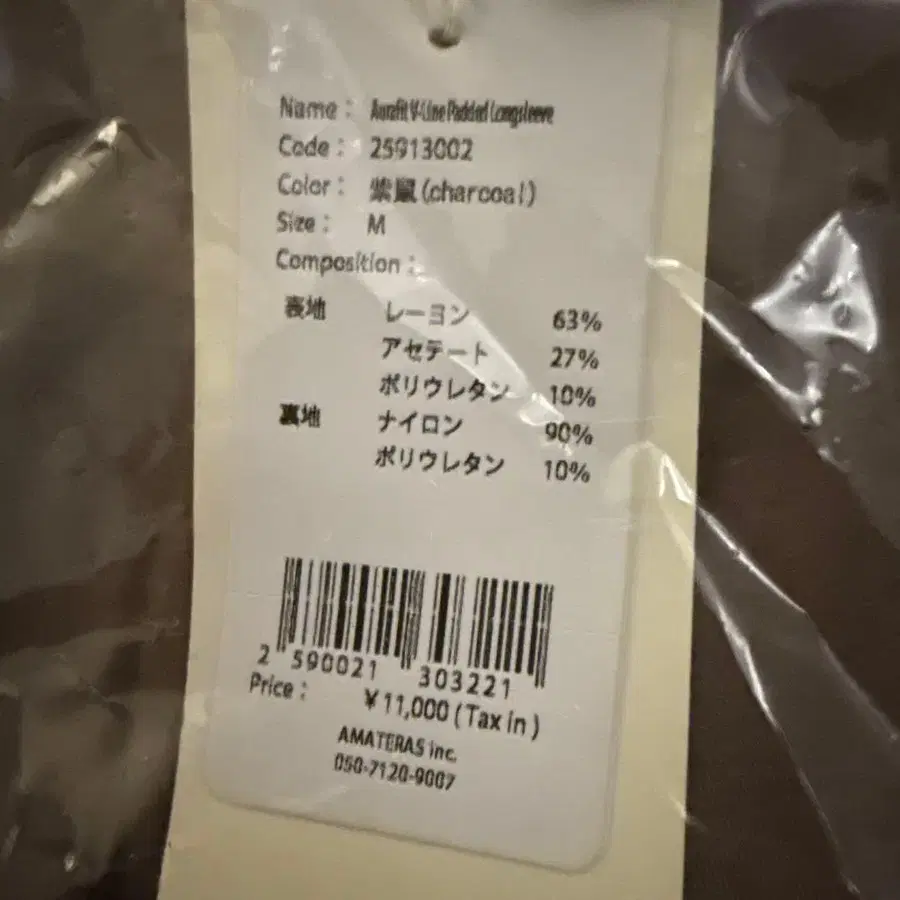 Name： Aurafit V-Line Padded Longsleeve
Code： 25913002
Color： 紫鼠(charcoal)
Size： M
Composition：
表地 レーヨン 63%
アセテート 27%
ポリウレタン 10%
裏地 ナイロン 90%
ポリウレタン 10%
2 590021 303221
Price： ¥11,000 (Tax in)
AMATERAS inc.
050-7120-9007